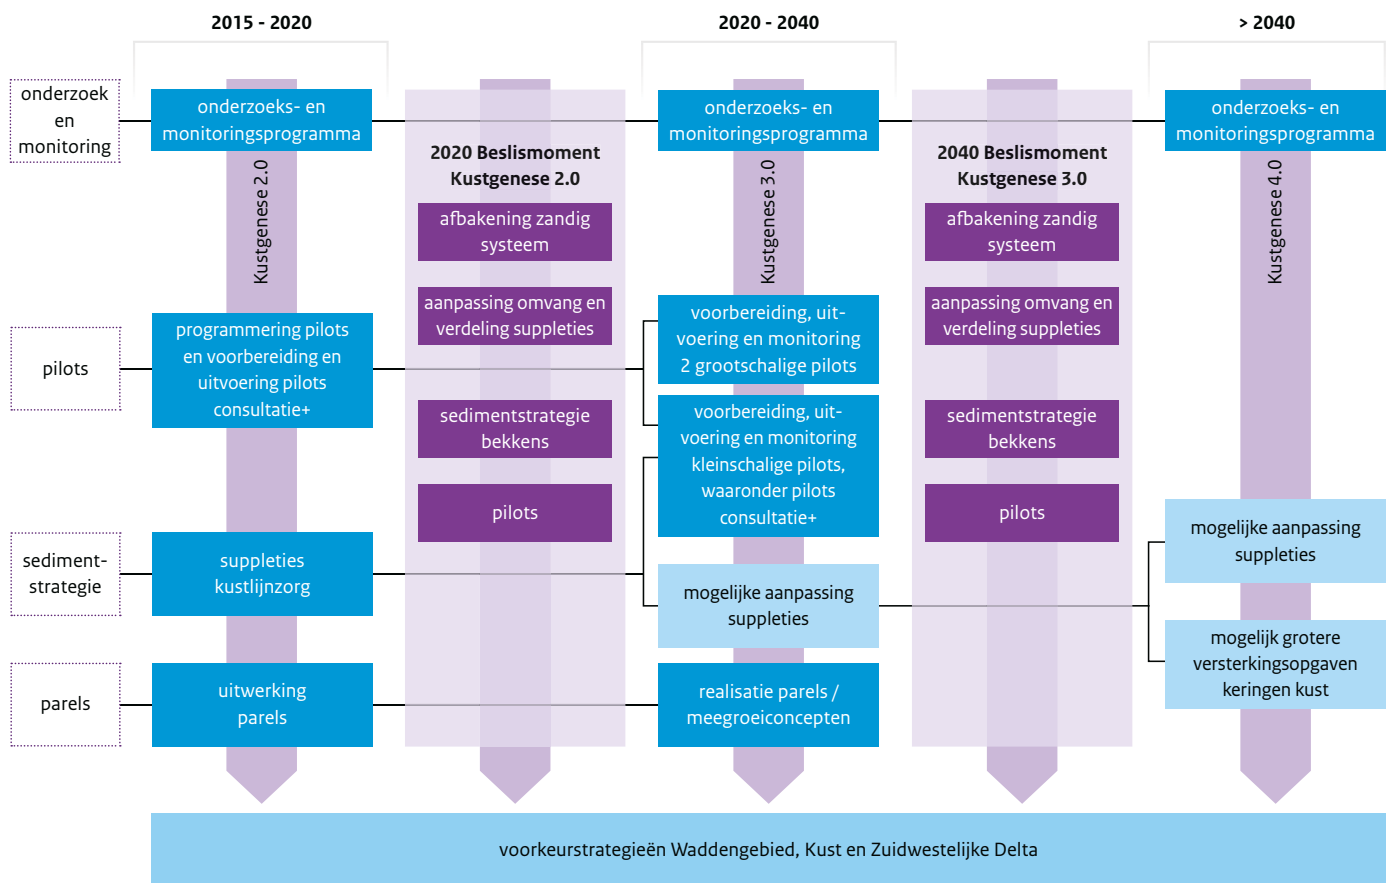 2015 - 2020
2020 - 2040
> 2040
onderzoek
en
monitoring
onderzoeks- en
monitoringsprogramma
onderzoeks- en
monitoringsprogramma
onderzoeks- en
monitoringsprogramma
Kustgenese 2.0
2020 Beslismoment
Kustgenese 2.0
Kustgenese 3.0
2040 Beslismoment
Kustgenese 3.0
Kustgenese 4.0
afbakening zandig
systeem
aanpassing omvang en
verdeling suppleties
sedimentstrategie
bekkens
pilots
afbakening zandig
systeem
aanpassing omvang en
verdeling suppleties
sedimentstrategie
bekkens
pilots
pilots
programmering pilots
en voorbereiding en
uitvoering pilots
consultatie+
voorbereiding, uit-
voering en monitoring
2 grootschalige pilots
voorbereiding, uit-
voering en monitoring
kleinschalige pilots,
waaronder pilots
consultatie+
sediment-
strategie
suppleties
kustlijnzorg
mogelijke aanpassing
suppleties
mogelijke aanpassing
suppleties
mogelijk grotere
versterkingsopgaven
keringen kust
parels
uitwerking
parels
realisatie parels /
meegroeiconcepten
voorkeurstrategieën Waddengebied, Kust en Zuidwestelijke Delta